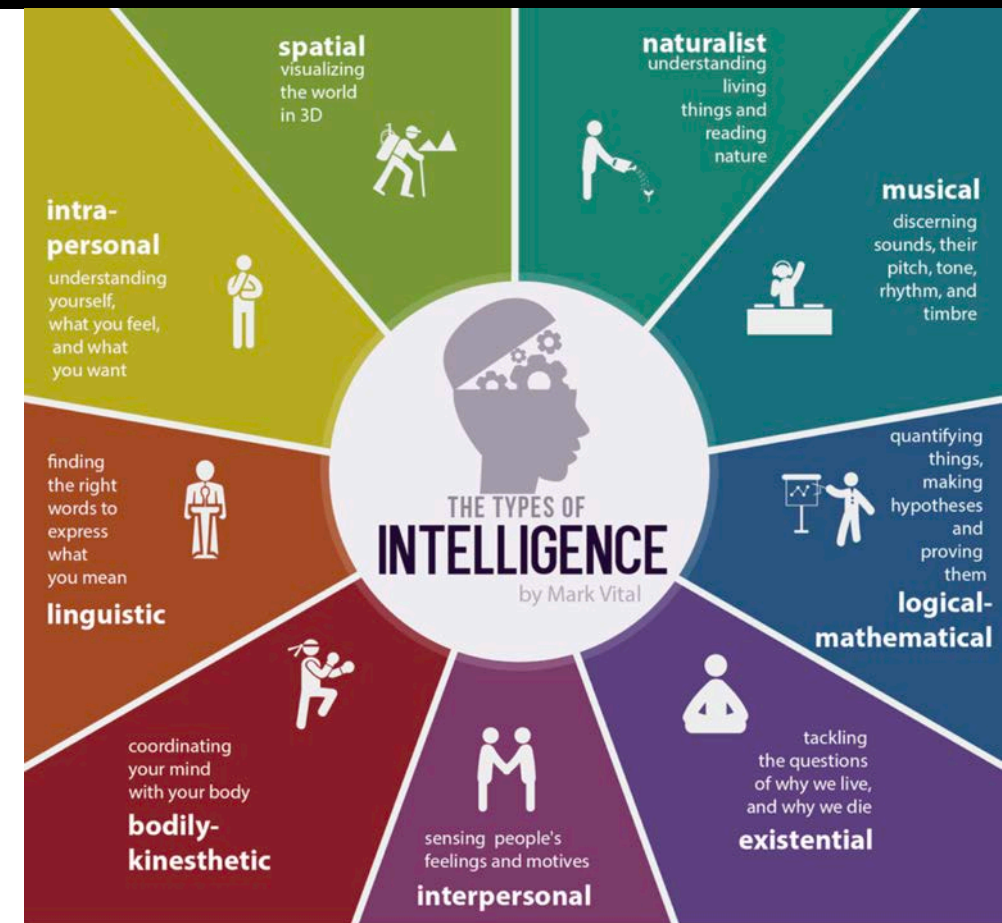 spatial
visualizing
the world
in 3D
naturalist
understanding
living
things and
reading
nature
musical
discerning
sounds, their
pitch, tone,
rhythm, and
timbre
quantifying
things,
making
hypotheses
and
proving
them
logical-
mathematical
tackling
the questions
of why we live,
and why we die
existential
sensing people's
feelings and motives
interpersonal
coordinating
your mind
with your body
bodily-
kinesthetic
finding
the right
words to
express
what
you mean
linguistic
intra-
personal
understanding
yourself,
what you feel,
and what
you want
THE TYPES OF
INTELLIGENCE
by Mark Vital